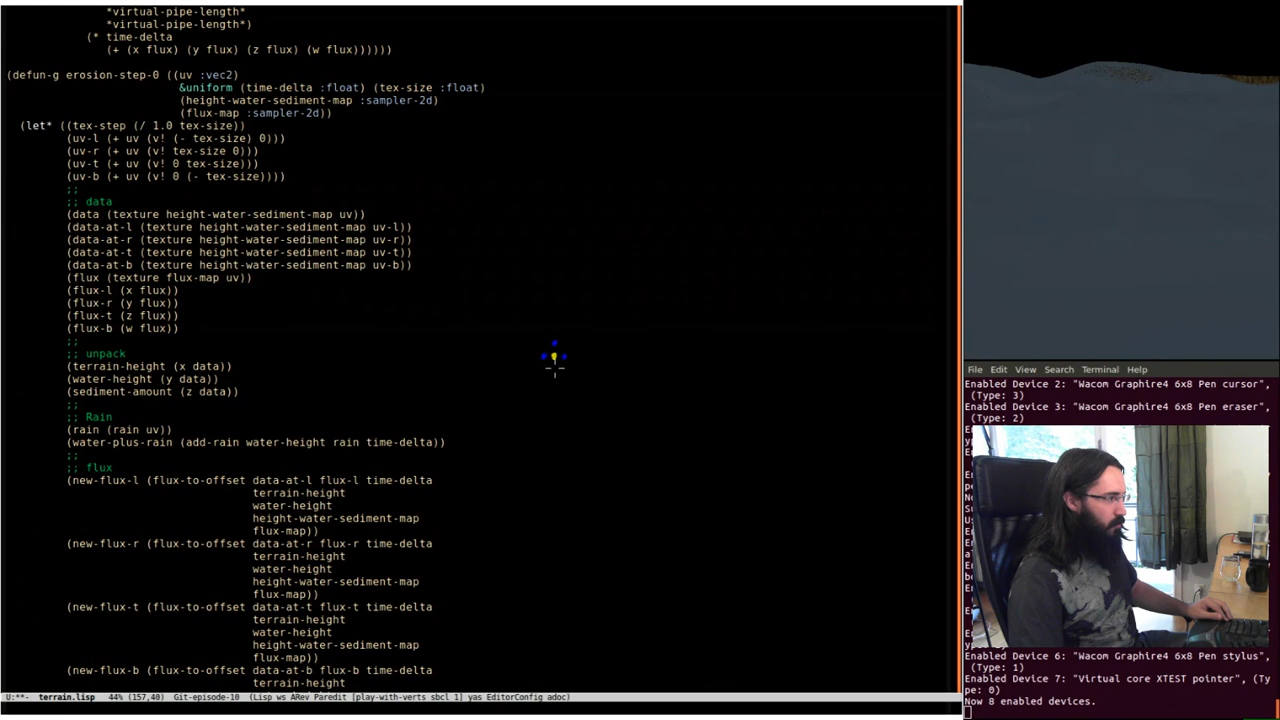 *virtual-pipe-length*
*virtual-pipe-length*)
(* time-delta
(+ (x flux) (y flux) (z flux) (w flux))))))
(defun-g erosion-step-0 ((uv :vec2)
&uniform (time-delta :float) (tex-size :float)
(height-water-sediment-map :sampler-2d)
(flux-map :sampler-2d))
(let* ((tex-step (/ 1.0 tex-size))
(uv-l (+ uv (v! (- tex-size) 0)))
(uv-r (+ uv (v! tex-size 0)))
(uv-t (+ uv (v! 0 tex-size)))
(uv-b (+ uv (v! 0 (- tex-size))))
;;
;; data
(data (texture height-water-sediment-map uv))
(data-at-l (texture height-water-sediment-map uv-l))
(data-at-r (texture height-water-sediment-map uv-r))
(data-at-t (texture height-water-sediment-map uv-t))
(data-at-b (texture height-water-sediment-map uv-b))
(flux (texture flux-map uv))
(flux-l (x flux))
(flux-r (y flux))
(flux-t (z flux))
(flux-b (w flux))
;;
;; unpack
(terrain-height (x data))
(water-height (y data))
(sediment-amount (z data))
;;
;; Rain
(rain (rain uv))
(water-plus-rain (add-rain water-height rain time-delta))
;;
;; flux
(new-flux-l (flux-to-offset data-at-l flux-l time-delta
terrain-height
water-height
height-water-sediment-map
flux-map))
(new-flux-r (flux-to-offset data-at-r flux-r time-delta
terrain-height
water-height
height-water-sediment-map
flux-map))
(new-flux-t (flux-to-offset data-at-t flux-t time-delta
terrain-height
water-height
height-water-sediment-map
flux-map))
(new-flux-b (flux-to-offset data-at-b flux-b time-delta
terrain-height
U:**- terrain.lisp 44% (157,40) Git-episode-10 (Lisp ws ARev Paredit [play-with-verts sbcl 1] yas EditorConfig adoc)
File Edit View Search Terminal Help
Enabled Device 2: "Wacom Graphire4 6x8 Pen cursor",
(Type: 3)
Enabled Device 3: "Wacom Graphire4 6x8 Pen eraser",
(Type: 2)
Enabled Device 6: "Wacom Graphire4 6x8 Pen stylus",
(Type: 1)
Enabled Device 7: "Virtual core XTEST pointer", (Ty
pe: 0)
Now 8 enabled devices.